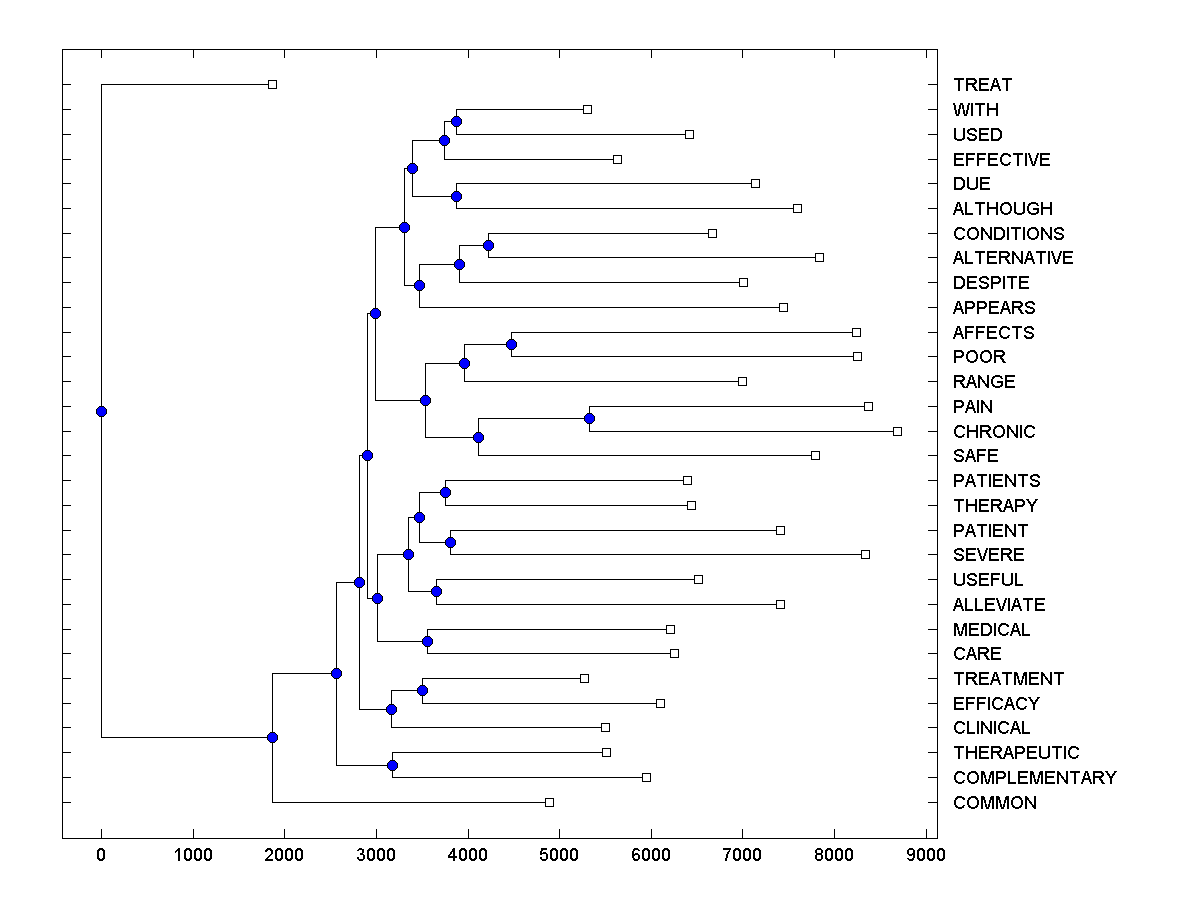 TREAT
WITH
USED
EFFECTIVE
DUE
ALTHOUGH
CONDITIONS
ALTERNATIVE
DESPITE
APPEARS
AFFECTS
POOR
RANGE
PAIN
CHRONIC
SAFE
PATIENTS
THERAPY
PATIENT
SEVERE
USEFUL
ALLEVIATE
MEDICAL
CARE
TREATMENT
EFFICACY
CLINICAL
THERAPEUTIC
COMPLEMENTARY
COMMON
0 1000 2000 3000 4000 5000 6000 7000 8000 9000